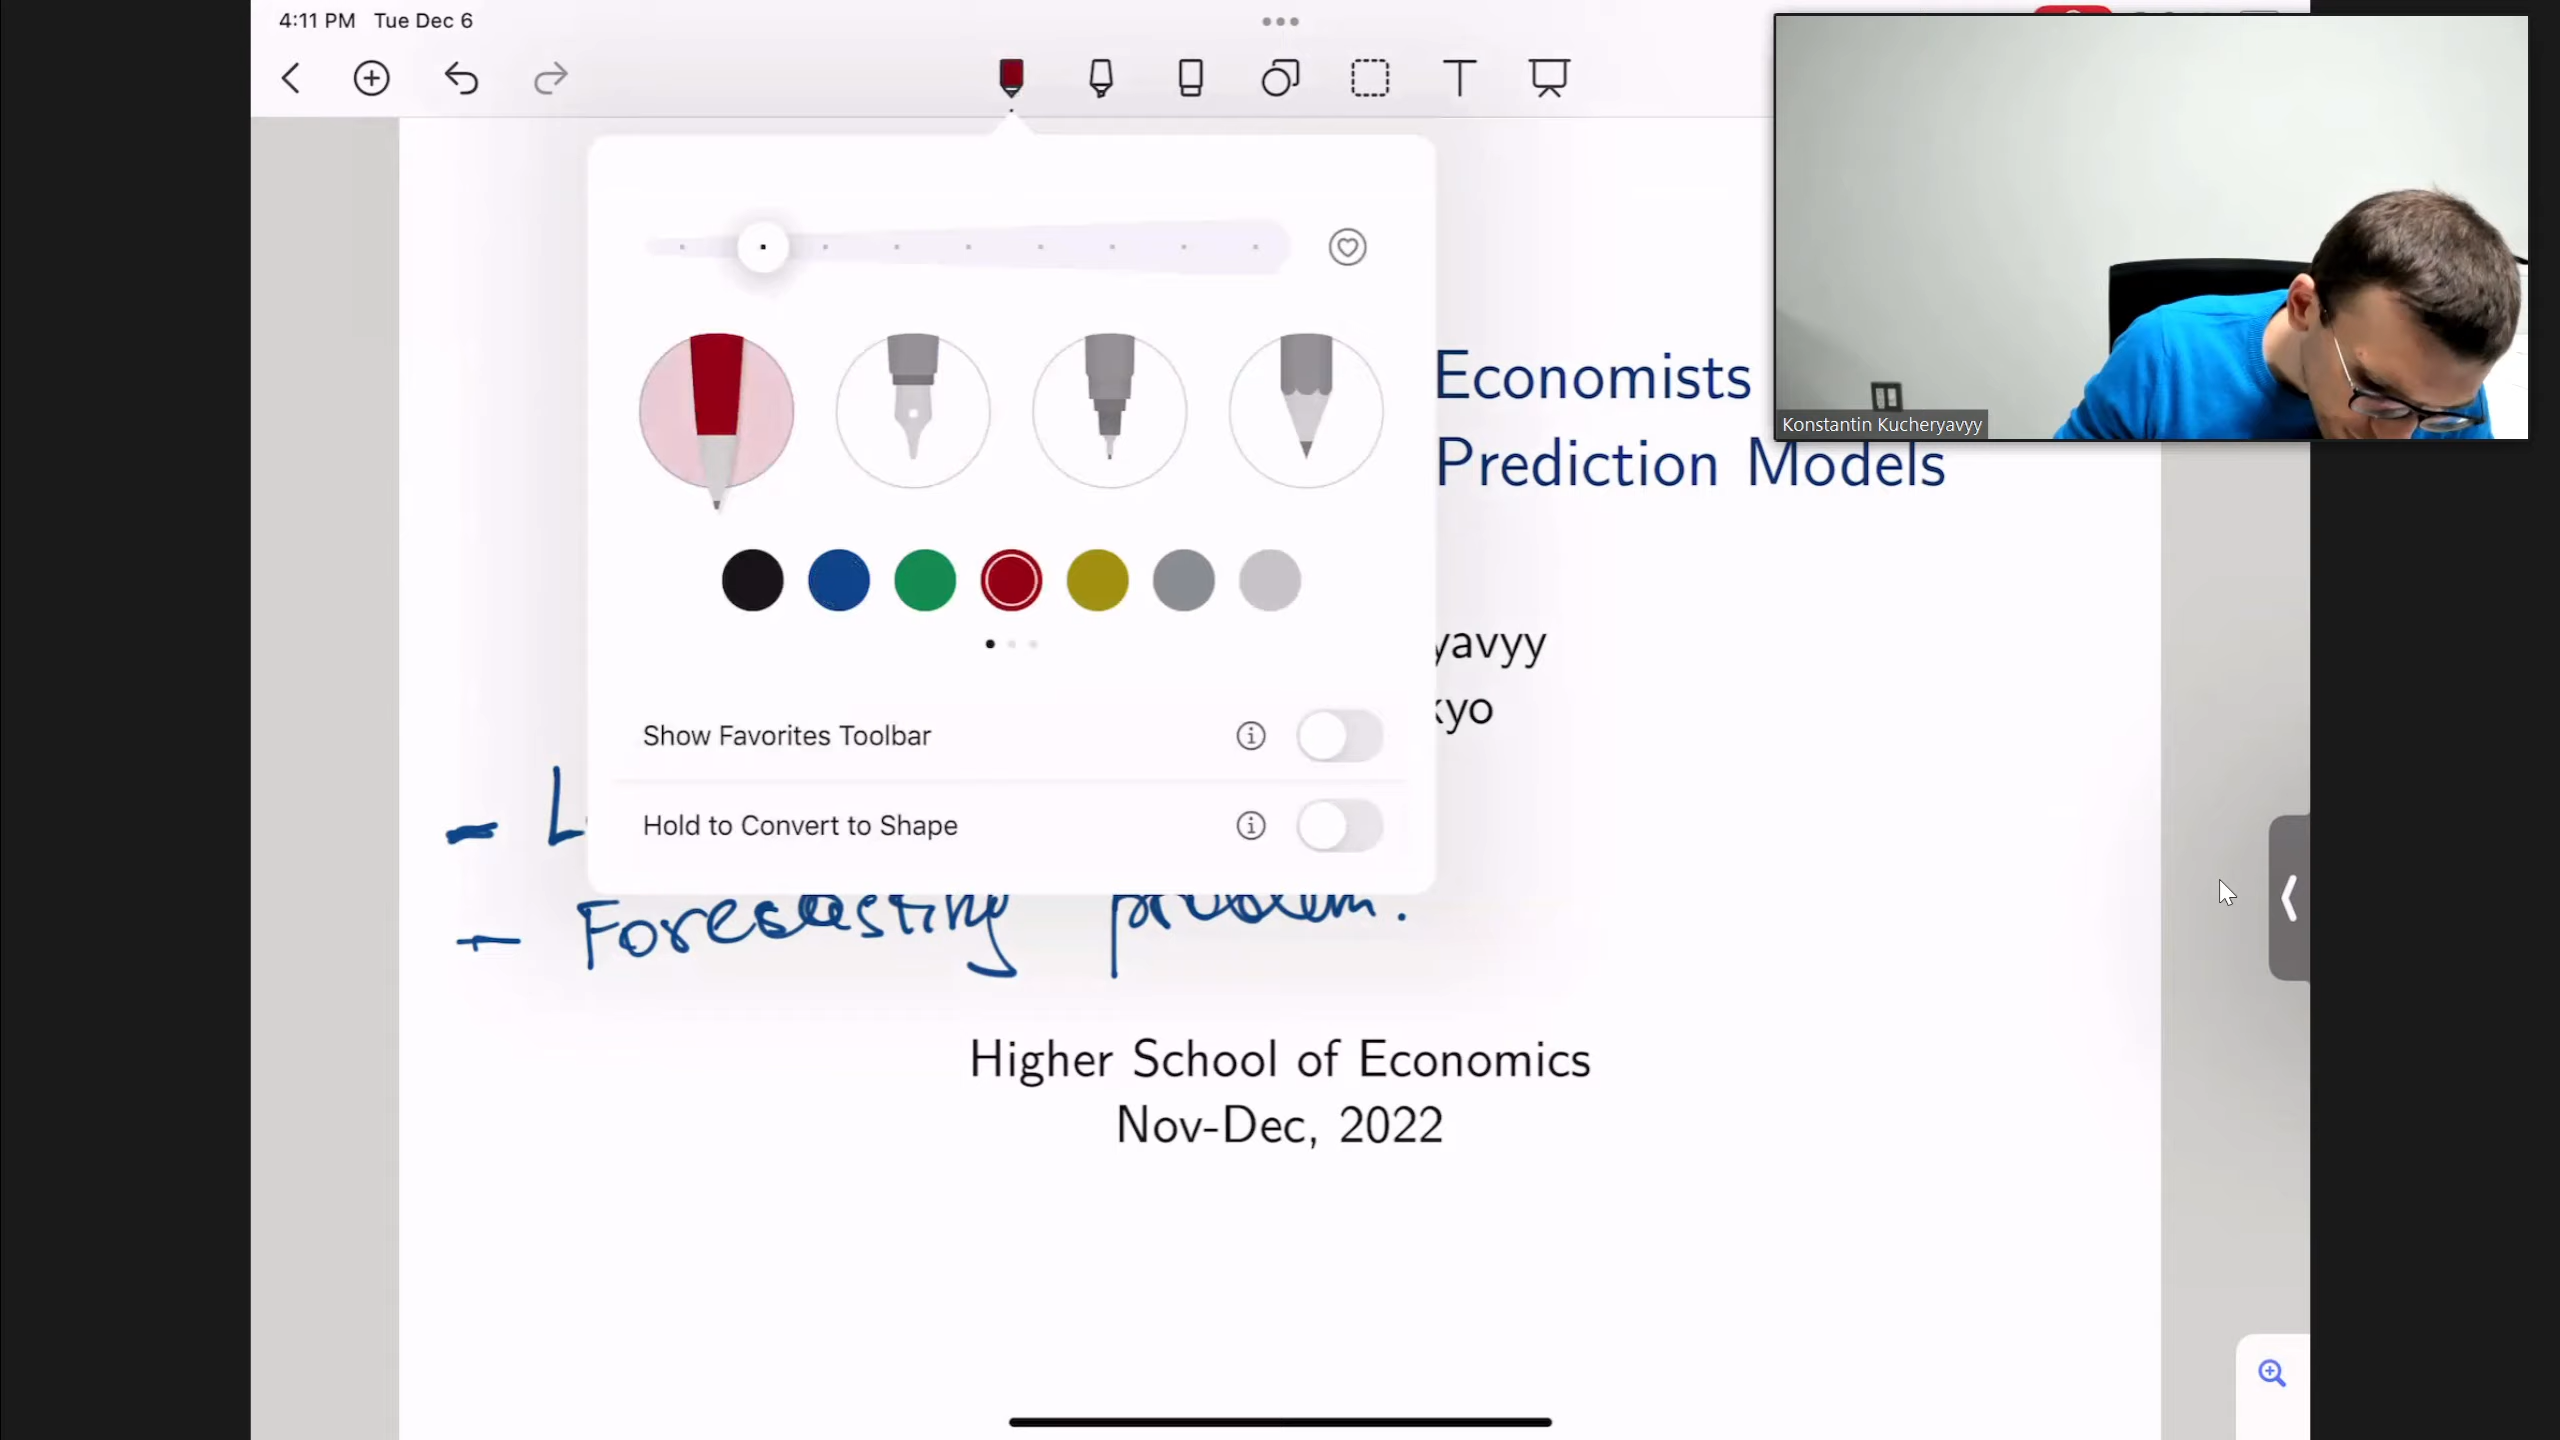 4:11 PM Tue Dec 6
Economists
Prediction Models
Konstantin Kucheryavyy
yavyy
kyo
Show Favorites Toolbar
Hold to Convert to Shape
- L
- Forecasting problem.
Higher School of Economics
Nov-Dec, 2022